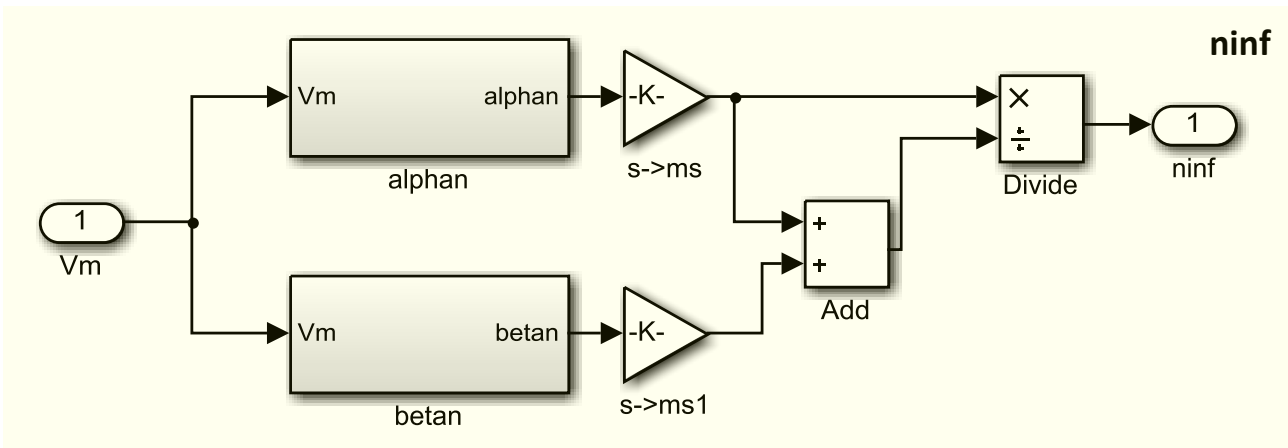 ninf
Vm alphan
-K-
alphan
s->ms
×
÷
Divide
1
ninf
1
Vm
+
+
Add
Vm betan
-K-
betan
s->ms1